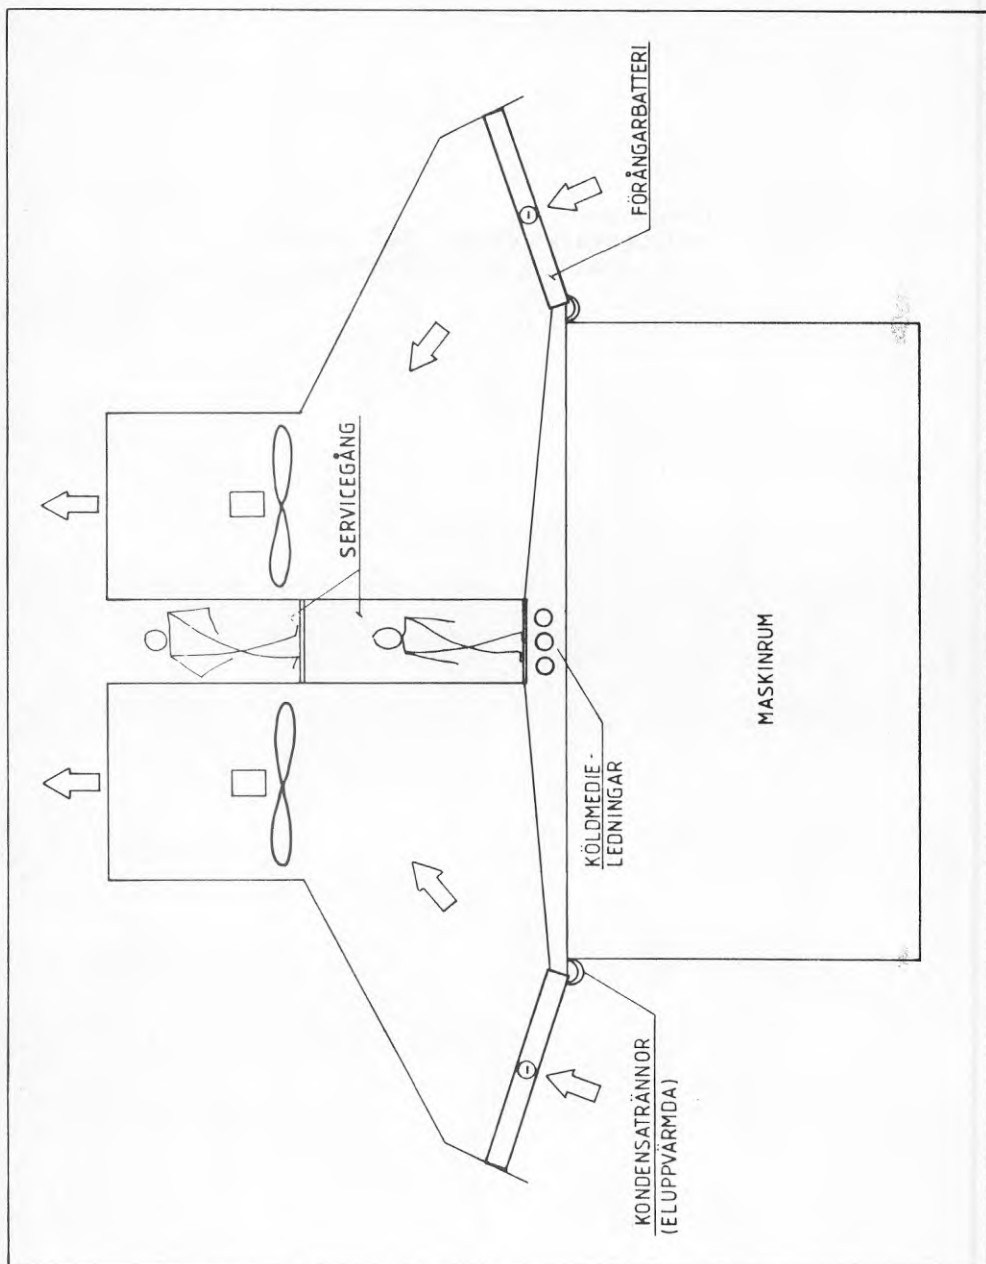 FÖRÅNGARBATTERI
SERVICEGÅNG
KÖLDMEDIE-
LEDNINGAR
MASKINRUM
KONDENSATRÄNNOR
(ELUPPVÄRMDA)